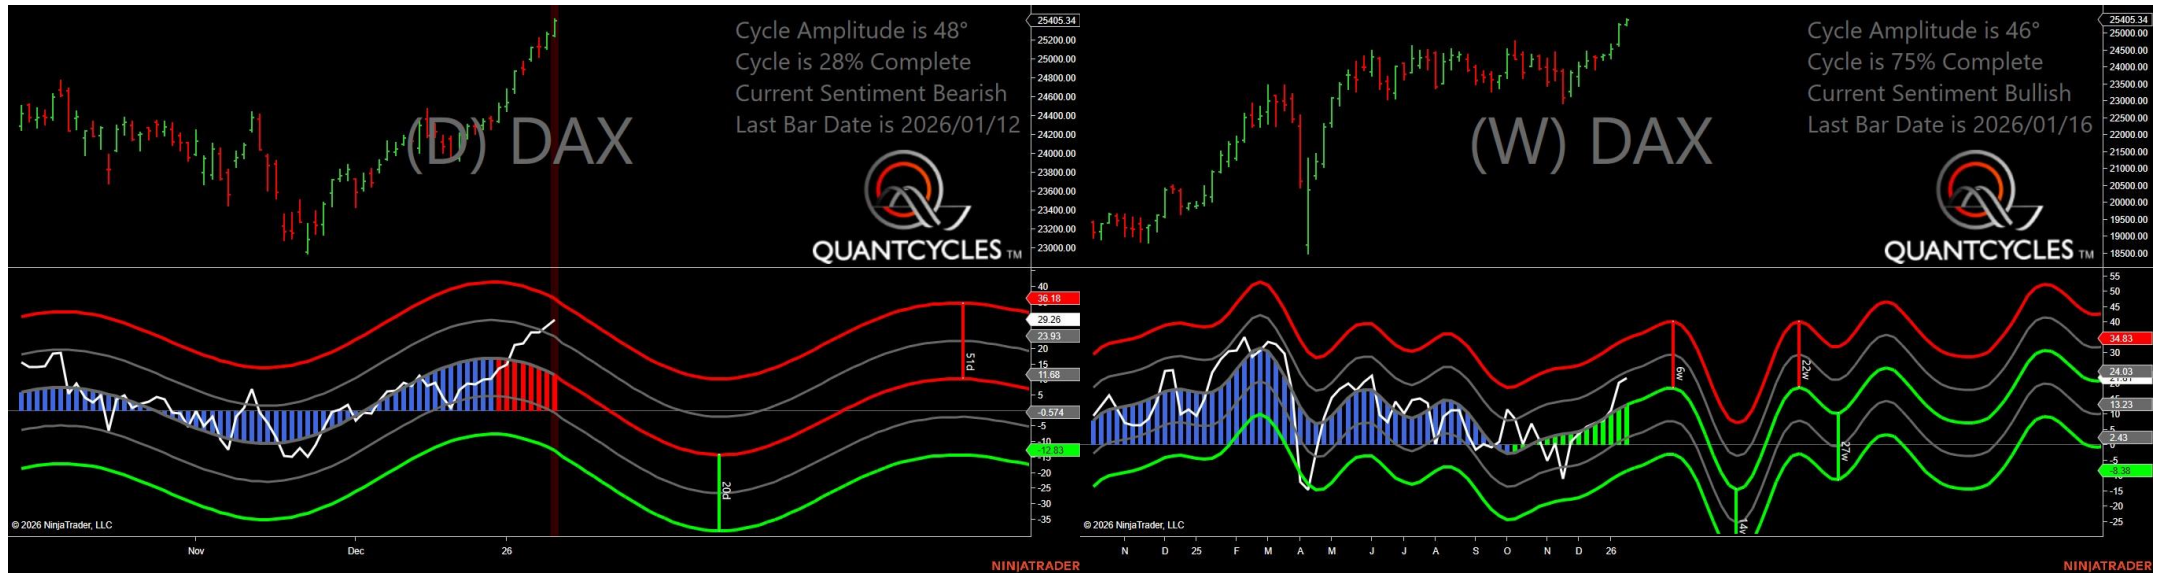 Cycle Amplitude is 48°
Cycle is 28% Complete
Current Sentiment Bearish
Last Bar Date is 2026/01/12
(D) DAX
QUANTCYCLES TM
25405.34
25200.00
25000.00
24800.00
24600.00
24400.00
24200.00
24000.00
23800.00
23600.00
23400.00
23200.00
23000.00
40
36.18
29.26
23.93
20
15
11.68
5
-0.574
-5
-10
-12.83
-15
-20
-25
-30
-35
51d
20d
© 2026 NinjaTrader, LLC
Nov
Dec
26
NINJATRADER
Cycle Amplitude is 46°
Cycle is 75% Complete
Current Sentiment Bullish
Last Bar Date is 2026/01/16
(W) DAX
QUANTCYCLES TM
25405.34
25000.00
24500.00
24000.00
23500.00
23000.00
22500.00
22000.00
21500.00
21000.00
20500.00
20000.00
19500.00
19000.00
18500.00
55
50
45
40
34.83
30
24.03
13.23
10
5
2.43
-5
-8.38
-15
-20
-25
6w
22w
14w
27w
© 2026 NinjaTrader, LLC
N
D
25
F
M
A
M
J
J
A
S
O
N
D
26
NINJATRADER